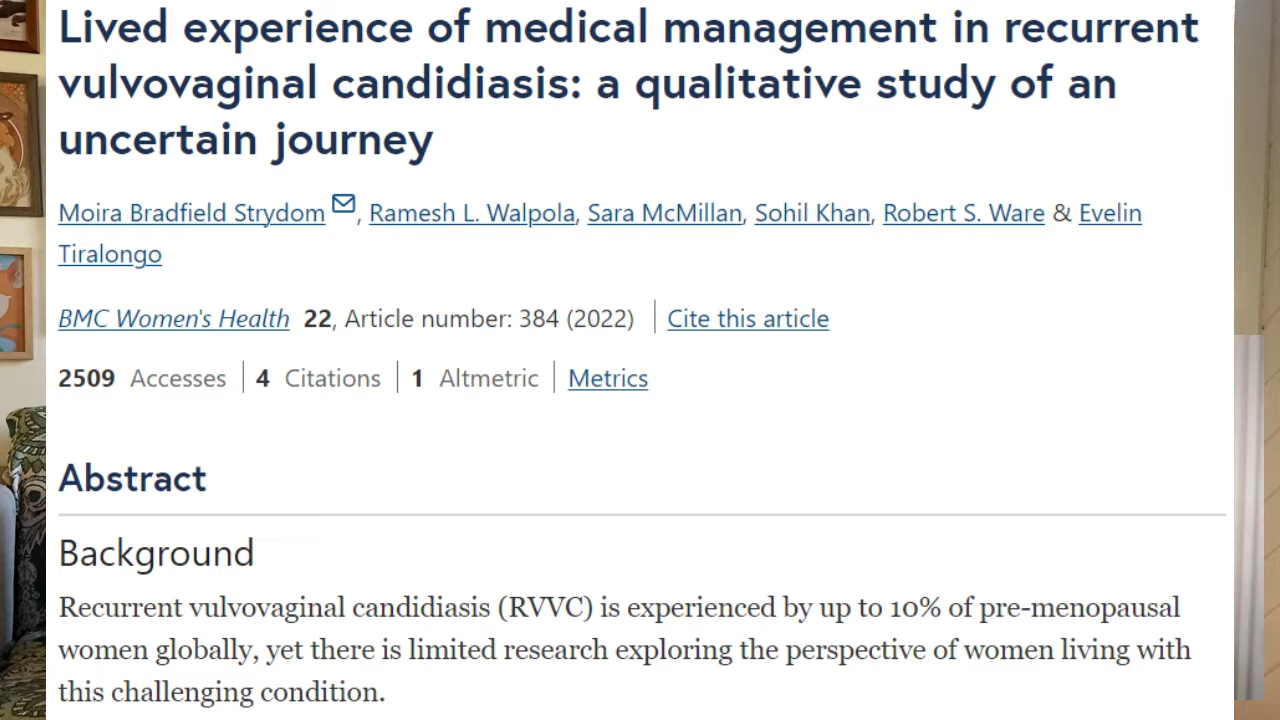 Lived experience of medical management in recurrent
vulvovaginal candidiasis: a qualitative study of an
uncertain journey
Moira Bradfield Strydom, Ramesh L. Walpola, Sara McMillan, Sohil Khan, Robert S. Ware & Evelin
Tiralongo
BMC Women's Health 22, Article number: 384 (2022) Cite this article
2509 Accesses 4 Citations 1 Altmetric Metrics
Abstract
Background
Recurrent vulvovaginal candidiasis (RVVC) is experienced by up to 10% of pre-menopausal
women globally, yet there is limited research exploring the perspective of women living with
this challenging condition.